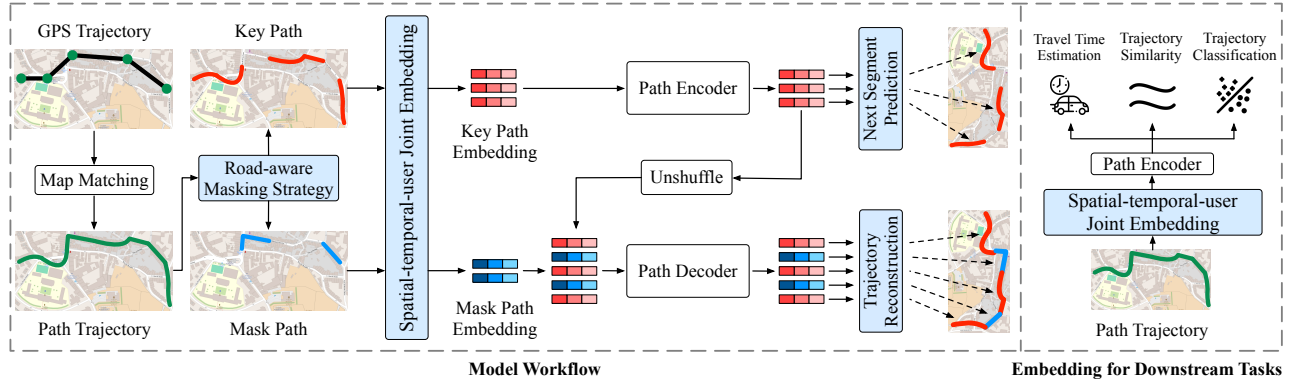 GPS Trajectory
Key Path
Map Matching
Road-aware
Masking Strategy
Path Trajectory
Mask Path
Spatial-temporal-user Joint Embedding
Key Path
Embedding
Mask Path
Embedding
Path Encoder
Unshuffle
Path Decoder
Next Segment
Prediction
Trajectory
Reconstruction
Model Workflow
Travel Time
Estimation
Trajectory
Similarity
Trajectory
Classification
Path Encoder
Spatial-temporal-user
Joint Embedding
Path Trajectory
Embedding for Downstream Tasks